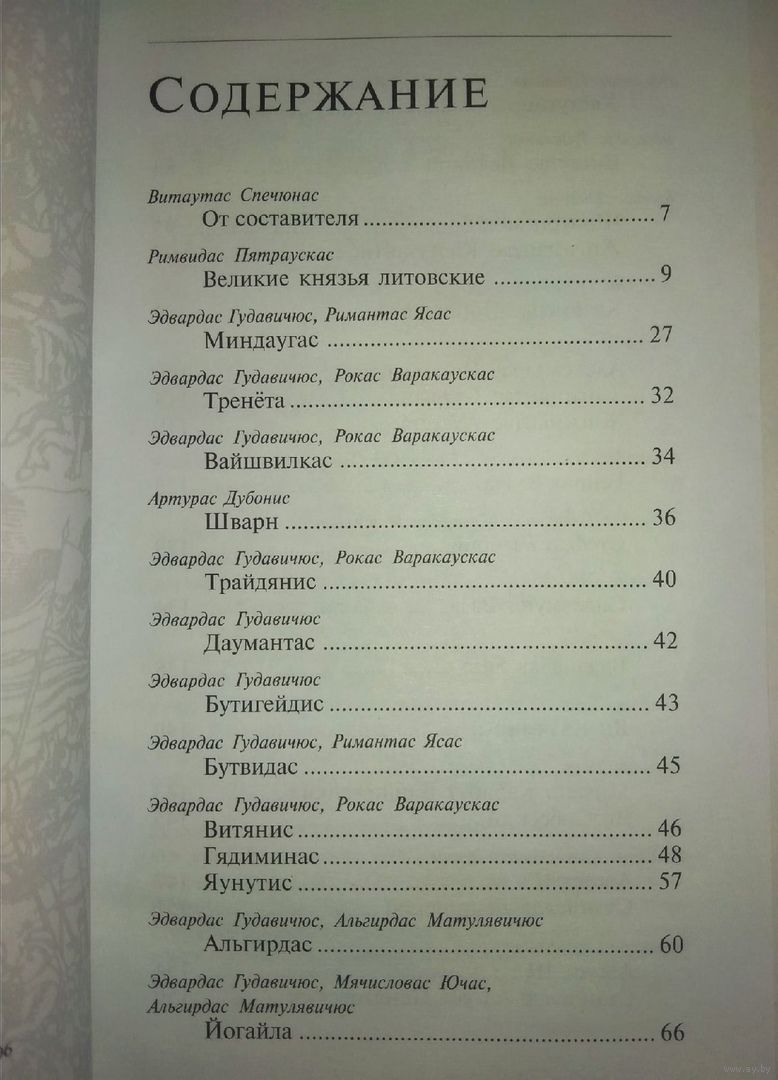 СОДЕРЖАНИЕ
Витаутас Спечюнас
От составителя ........ 7
Римвидас Пятраускас
Великие князья литовские ........ 9
Эдвардас Гудавичюс, Римантас Ясас
Миндаугас ........ 27
Эдвардас Гудавичюс, Рокас Варакаускас
Тренёта ........ 32
Эдвардас Гудавичюс, Рокас Варакаускас
Вайшвилкас ........ 34
Артурас Дубонис
Шварн ........ 36
Эдвардас Гудавичюс, Рокас Варакаускас
Трайдянис ........ 40
Эдвардас Гудавичюс
Даумантас ........ 42
Эдвардас Гудавичюс
Бутигейдис ........ 43
Эдвардас Гудавичюс, Римантас Ясас
Бутвидас ........ 45
Эдвардас Гудавичюс, Рокас Варакаускас
Витянис ........ 46
Гядиминас ........ 48
Яунутис ........ 57
Эдвардас Гудавичюс, Альгирдас Матулявичюс
Альгирдас ........ 60
Эдвардас Гудавичюс, Мячисловас Ючас,
Альгирдас Матулявичюс
Йогайла ........ 66
www.ay.by